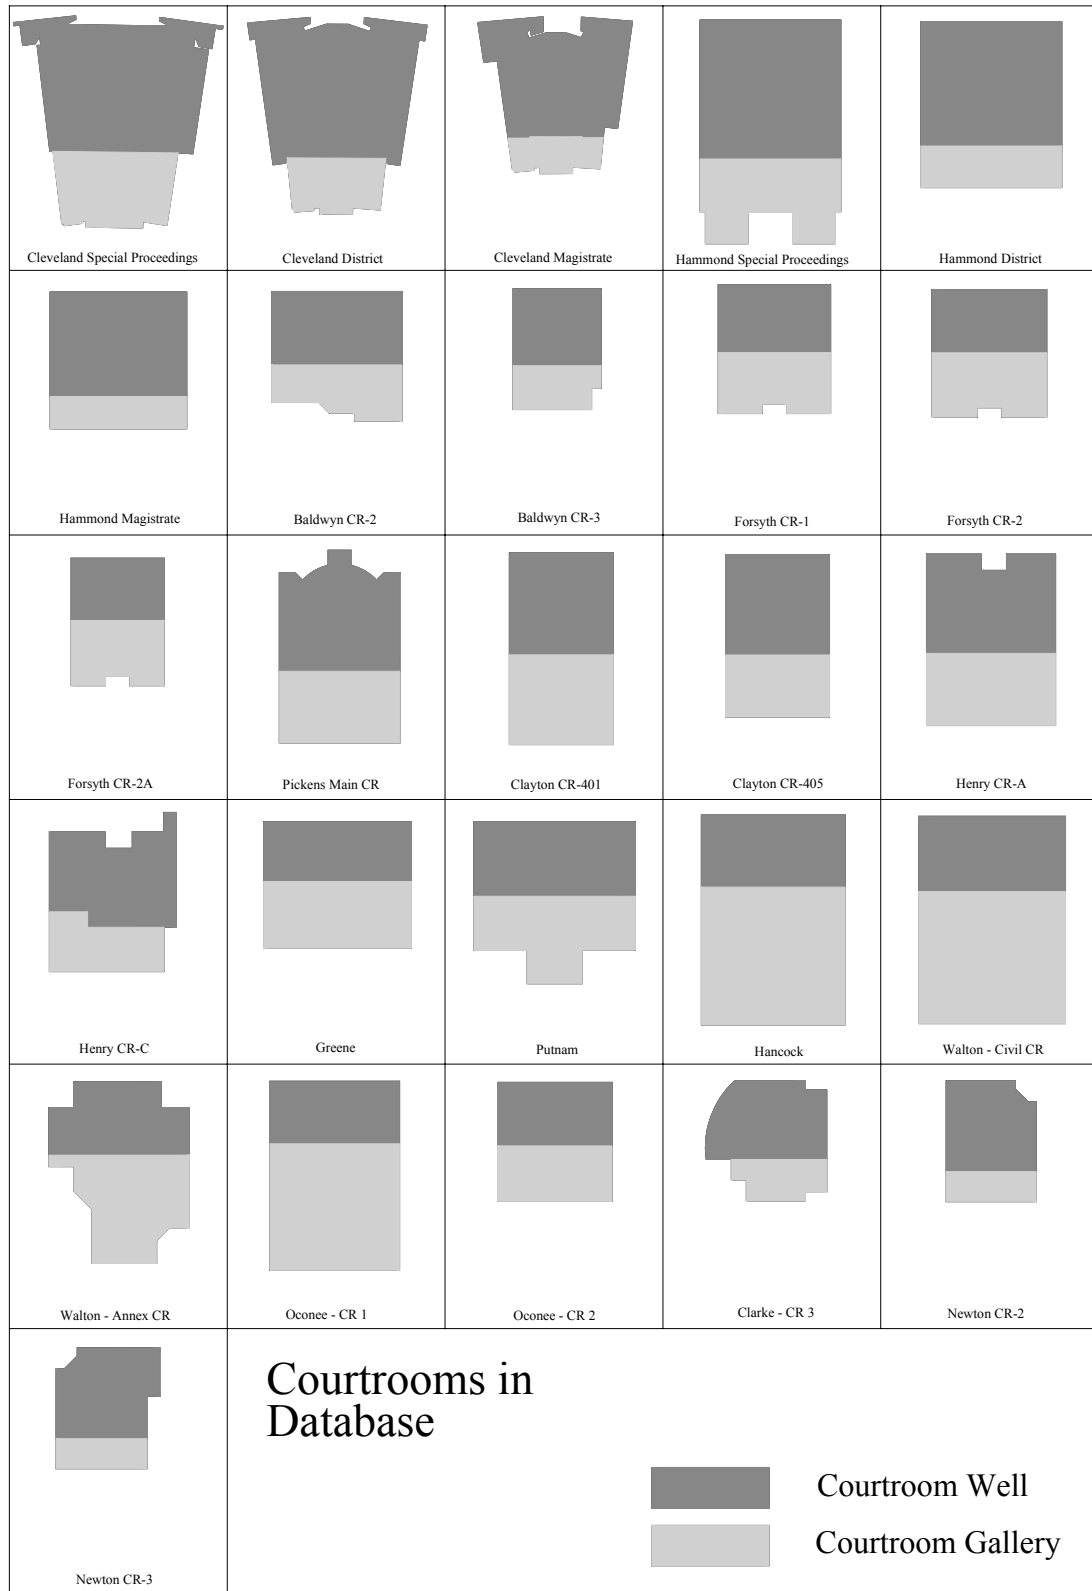 Cleveland Special Proceedings
Cleveland District
Cleveland Magistrate
Hammond Special Proceedings
Hammond District
Hammond Magistrate
Baldwyn CR-2
Baldwyn CR-3
Forsyth CR-1
Forsyth CR-2
Forsyth CR-2A
Pickens Main CR
Clayton CR-401
Clayton CR-405
Henry CR-A
Henry CR-C
Greene
Putnam
Hancock
Walton - Civil CR
Walton - Annex CR
Oconee - CR 1
Oconee - CR 2
Clarke - CR 3
Newton CR-2
Newton CR-3
Courtrooms in
Database
Courtroom Well
Courtroom Gallery